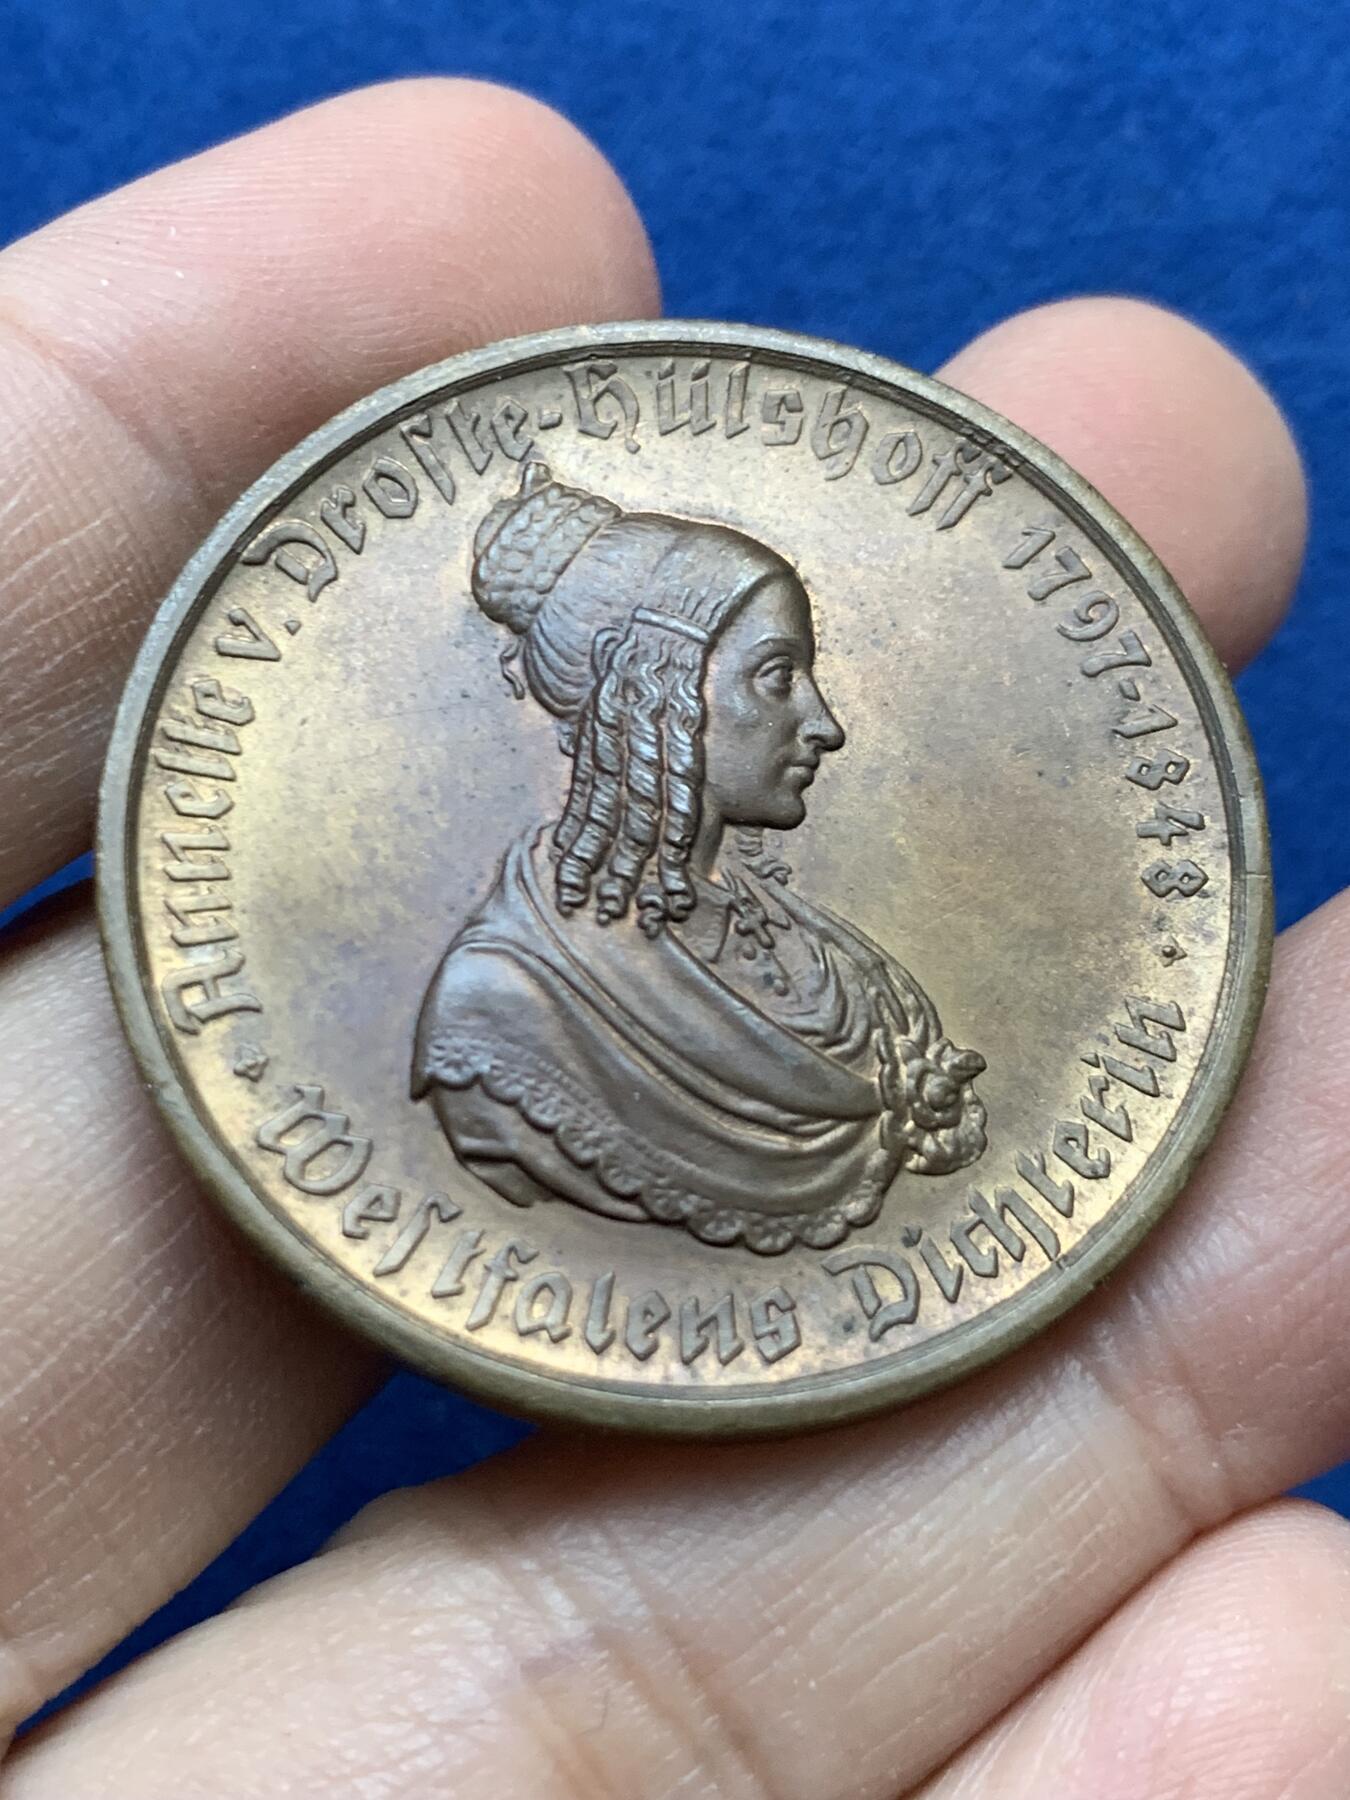 Annette v. Droste-Hülshoff 1797-1848
Westfalens Dichterin